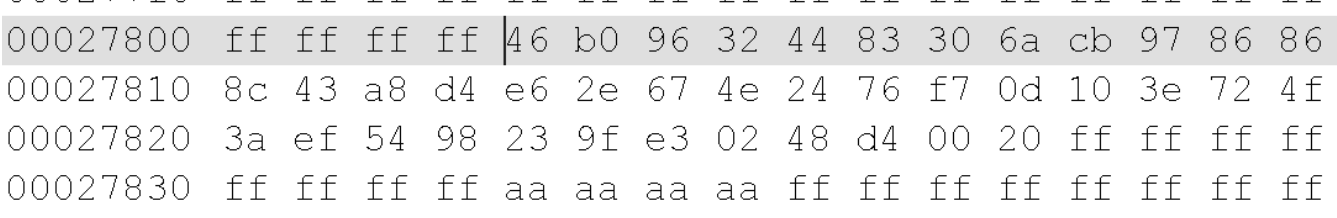 00027800 ff ff ff ff 46 b0 96 32 44 83 30 6a cb 97 86 86
00027810 8c 43 a8 d4 e6 2e 67 4e 24 76 f7 0d 10 3e 72 4f
00027820 3a ef 54 98 23 9f e3 02 48 d4 00 20 ff ff ff ff
00027830 ff ff ff ff aa aa aa aa ff ff ff ff ff ff ff ff